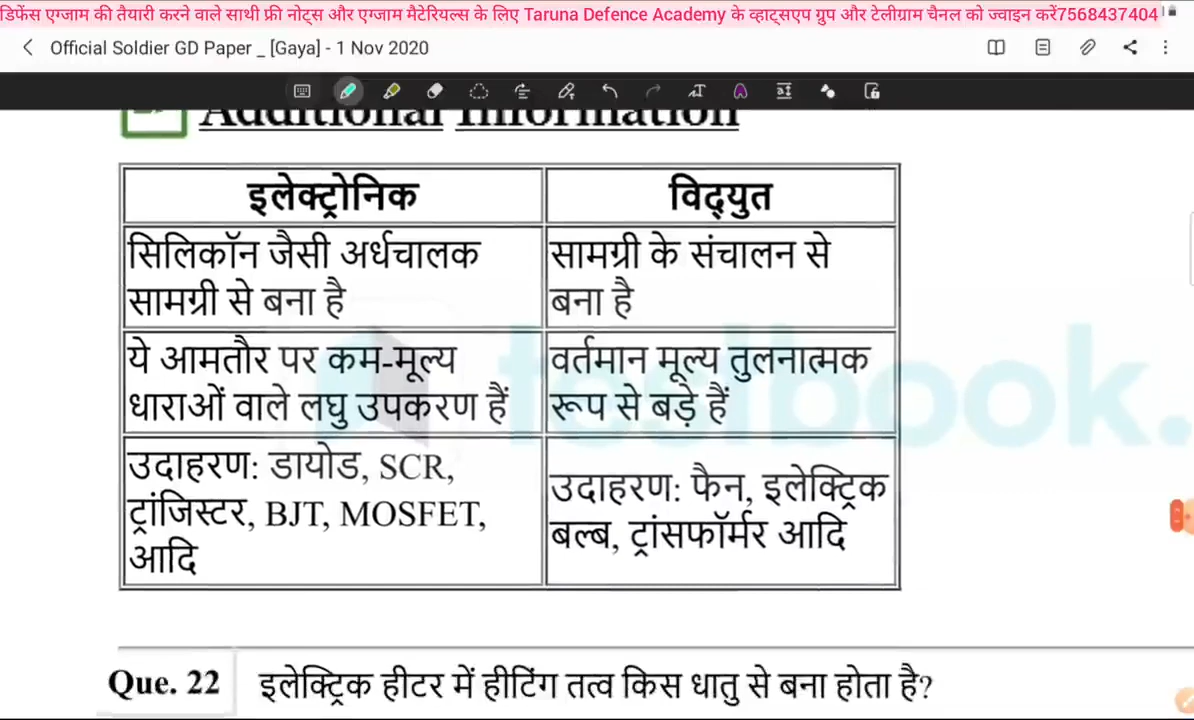 डिफेंस एग्जाम की तैयारी करने वाले साथी फ्री नोट्स और एग्जाम मैटेरियल्स के लिए Taruna Defence Academy के व्हाट्सएप ग्रुप और टेलीग्राम चैनल को ज्वाइन करें7568437404
Official Soldier GD Paper _ [Gaya] - 1 Nov 2020
Additional Information
इलेक्ट्रोनिक
विद्युत
सिलिकॉन जैसी अर्धचालक
सामग्री से बना है
सामग्री के संचालन से
बना है
ये आमतौर पर कम-मूल्य
धाराओं वाले लघु उपकरण हैं
वर्तमान मूल्य तुलनात्मक
रूप से बड़े हैं
उदाहरण: डायोड, SCR,
ट्रांजिस्टर, BJT, MOSFET,
आदि
उदाहरण: फैन, इलेक्ट्रिक
बल्ब, ट्रांसफॉर्मर आदि
testbook.
Que. 22 इलेक्ट्रिक हीटर में हीटिंग तत्व किस धातु से बना होता है?